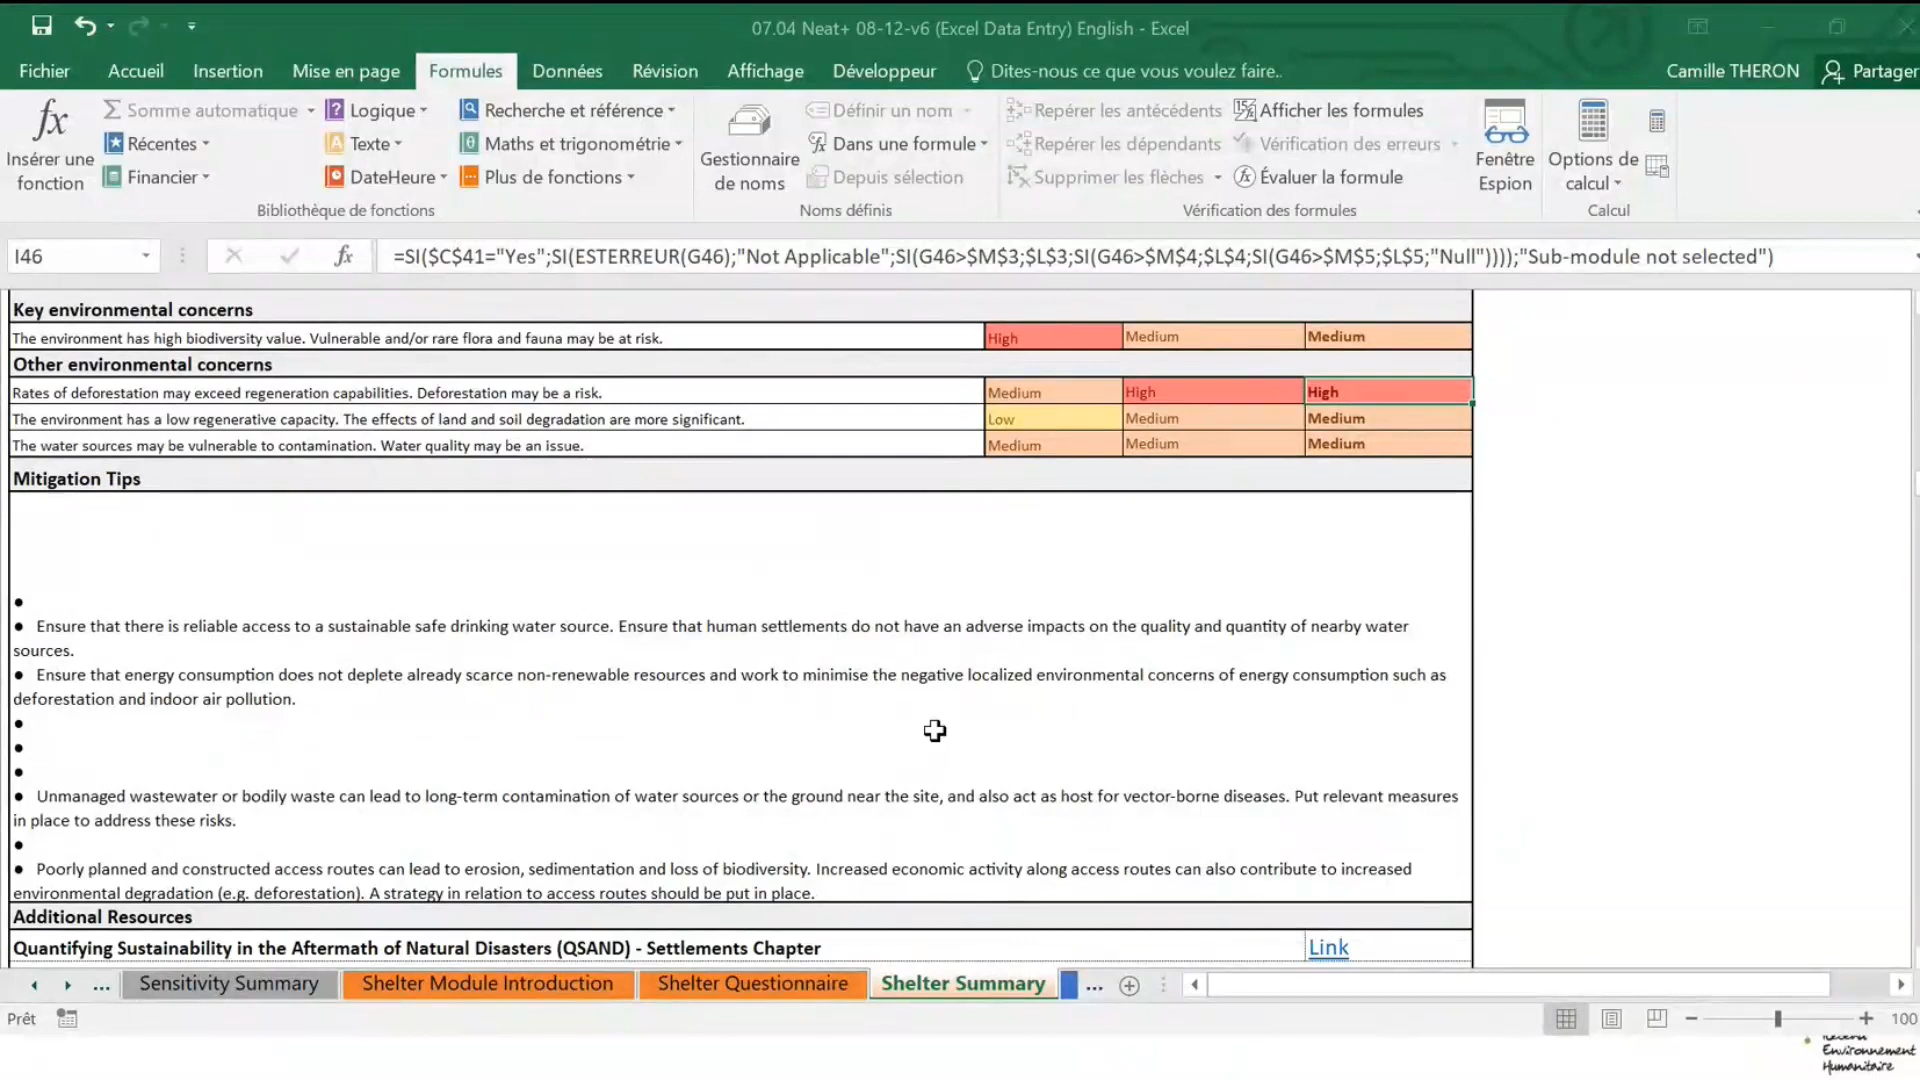 07.04 Neat+ 08-12-v6 (Excel Data Entry) English - Excel
Fichier Accueil Insertion Mise en page Formules Données Révision Affichage Développeur Dites-nous ce que vous voulez faire.. Camille THERON Partager
Insérer une fonction
Somme automatique
Récentes
Financier
Logique
Texte
DateHeure
Recherche et référence
Maths et trigonométrie
Plus de fonctions
Bibliothèque de fonctions
Gestionnaire de noms
Définir un nom
Dans une formule
Depuis sélection
Noms définis
Repérer les antécédents
Repérer les dépendants
Supprimer les flèches
Afficher les formules
Vérification des erreurs
Évaluer la formule
Vérification des formules
Fenêtre Espion
Options de calcul
Calcul
I46 fx =SI($C$41="Yes";SI(ESTERREUR(G46);"Not Applicable";SI(G46>$M$3;$L$3;SI(G46>$M$4;$L$4;SI(G46>$M$5;$L$5;"Null"))));"Sub-module not selected")
Key environmental concerns
The environment has high biodiversity value. Vulnerable and/or rare flora and fauna may be at risk. High Medium Medium
Other environmental concerns
Rates of deforestation may exceed regeneration capabilities. Deforestation may be a risk. Medium High High
The environment has a low regenerative capacity. The effects of land and soil degradation are more significant. Low Medium Medium
The water sources may be vulnerable to contamination. Water quality may be an issue. Medium Medium Medium
Mitigation Tips
●
● Ensure that there is reliable access to a sustainable safe drinking water source. Ensure that human settlements do not have an adverse impacts on the quality and quantity of nearby water
sources.
● Ensure that energy consumption does not deplete already scarce non-renewable resources and work to minimise the negative localized environmental concerns of energy consumption such as
deforestation and indoor air pollution.
●
●
●
● Unmanaged wastewater or bodily waste can lead to long-term contamination of water sources or the ground near the site, and also act as host for vector-borne diseases. Put relevant measures
in place to address these risks.
●
● Poorly planned and constructed access routes can lead to erosion, sedimentation and loss of biodiversity. Increased economic activity along access routes can also contribute to increased
environmental degradation (e.g. deforestation). A strategy in relation to access routes should be put in place.
Additional Resources
Quantifying Sustainability in the Aftermath of Natural Disasters (QSAND) - Settlements Chapter Link
... Sensitivity Summary Shelter Module Introduction Shelter Questionnaire Shelter Summary ...
Prêt 100
Environnement
Humanitaire